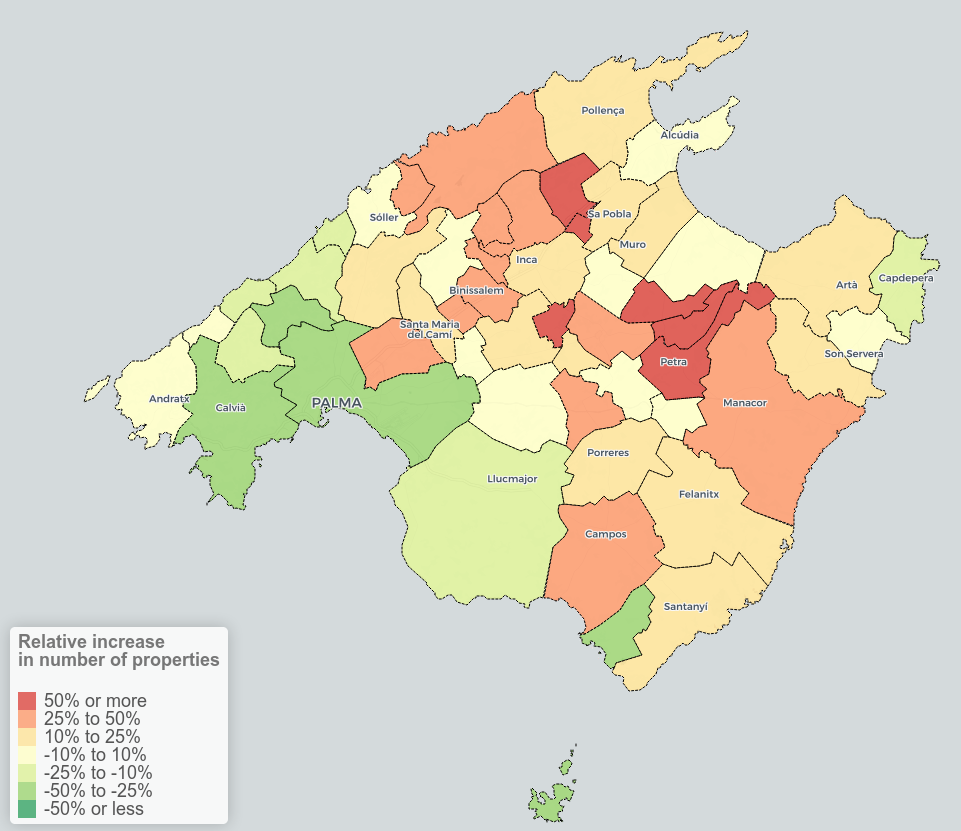 Pollença
Alcúdia
Sóller
Sa Pobla
Muro
Inca
Capdepera
Artà
Binissalem
Santa Maria
del Camí
Son Servera
Petra
Andratx
Calvià
PALMA
Manacor
Porreres
Llucmajor
Felanitx
Campos
Santanyí
Relative increase
in number of properties
50% or more
25% to 50%
10% to 25%
-10% to 10%
-25% to -10%
-50% to -25%
-50% or less